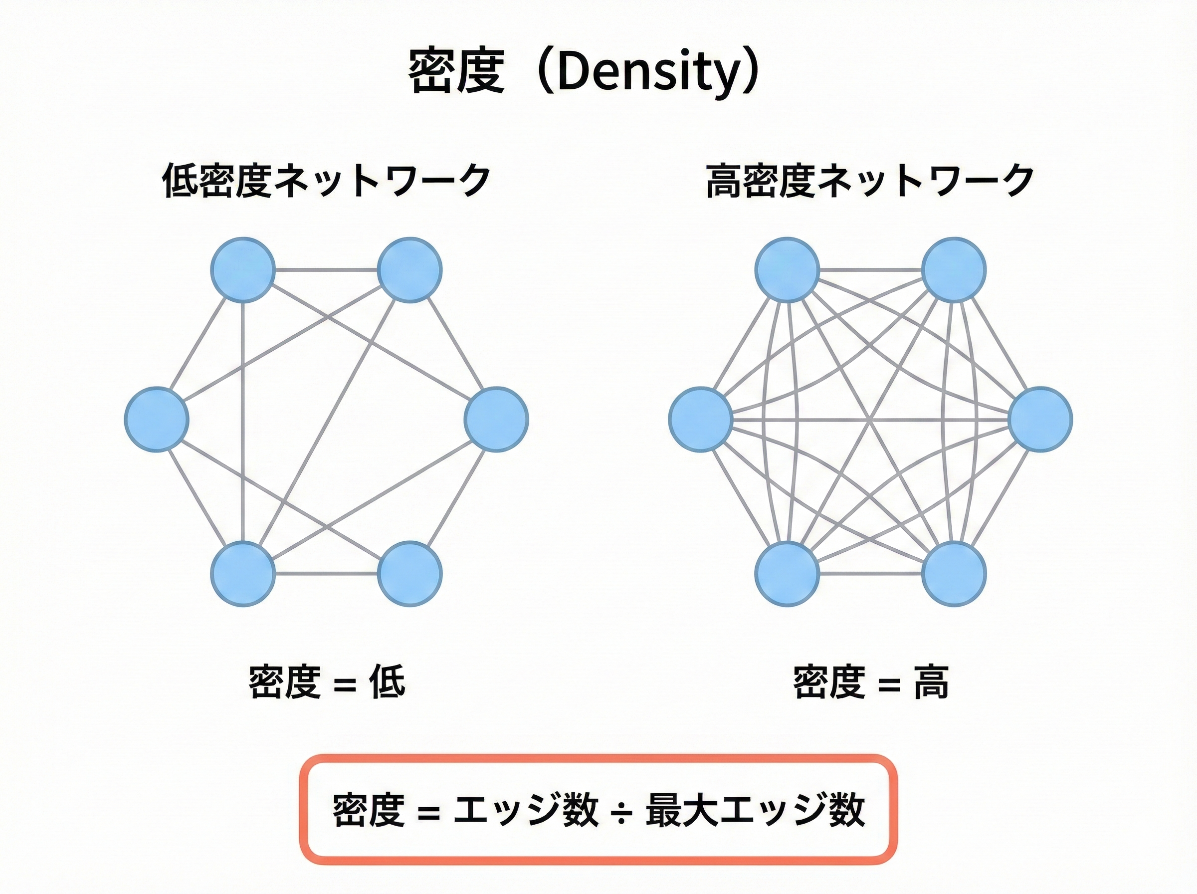 密度（Density）
低密度ネットワーク
高密度ネットワーク
密度 = 低
密度 = 高
密度 = エッジ数 ÷ 最大エッジ数